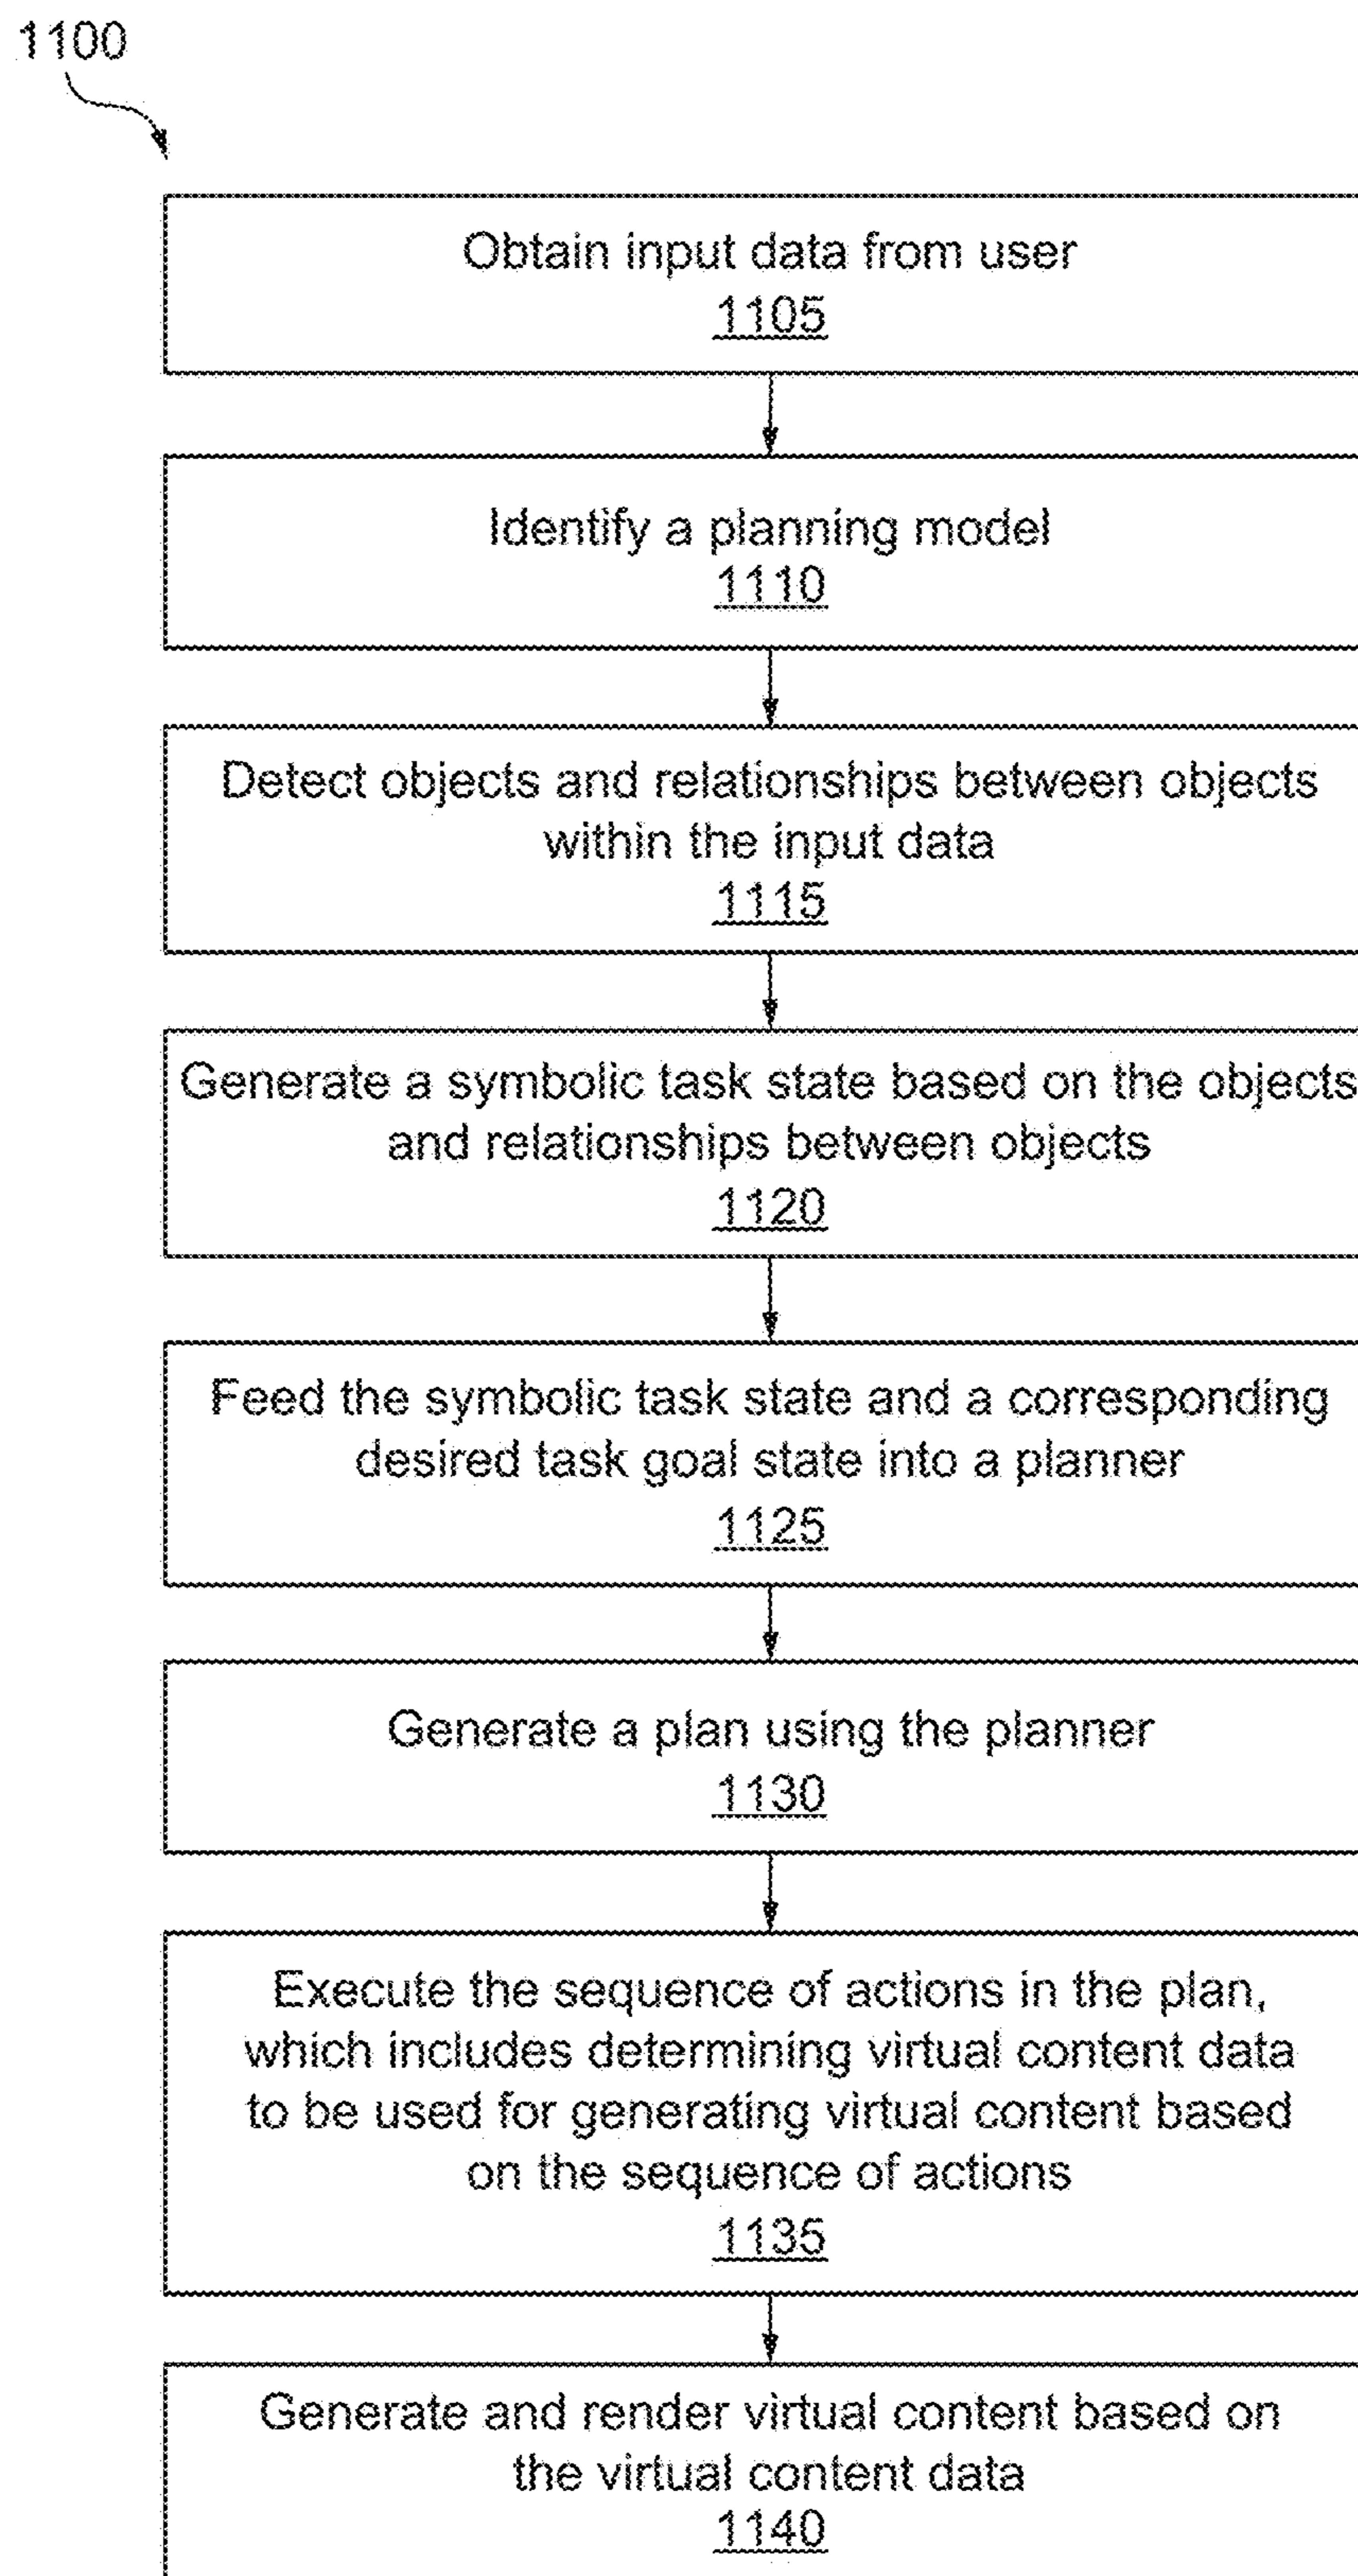 1100
Obtain input data from user
1105
Identify a planning model
1110
Detect objects and relationships between objects
within the input data
1115
Generate a symbolic task state based on the objects
and relationships between objects
1120
Feed the symbolic task state and a corresponding
desired task goal state into a planner
1125
Generate a plan using the planner
1130
Execute the sequence of actions in the plan,
which includes determining virtual content data
to be used for generating virtual content based
on the sequence of actions
1135
Generate and render virtual content based on
the virtual content data
1140